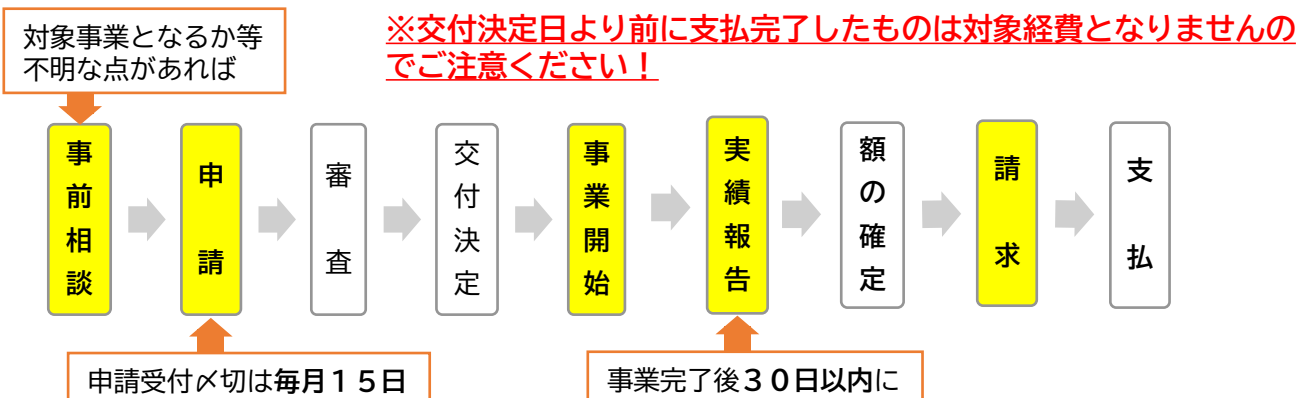 対象事業となるか等
不明な点があれば
※交付決定日より前に支払完了したものは対象経費となりませんの
でご注意ください！
事前相談
申請
審査
交付決定
事業開始
実績報告
額の確定
請求
支払
申請受付〆切は毎月１５日
事業完了後３０日以内に